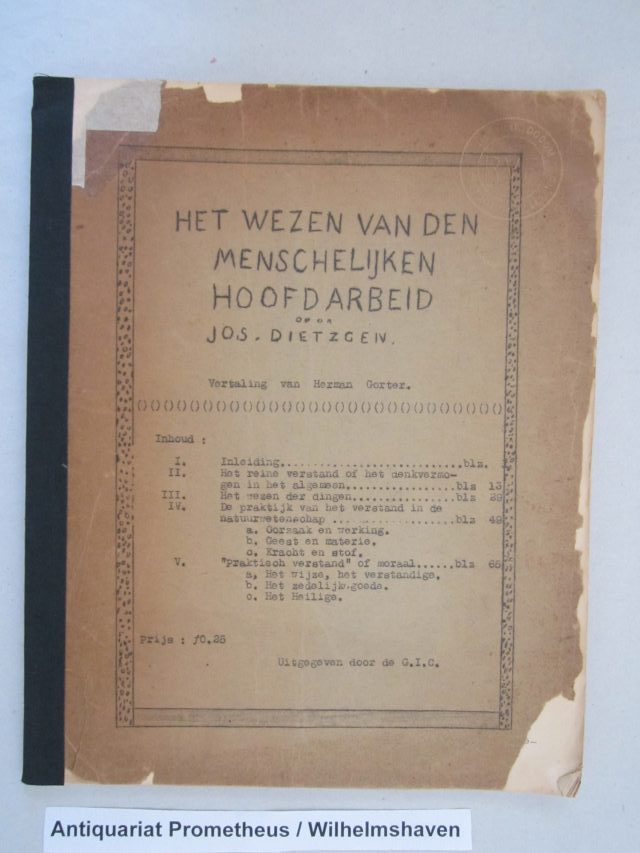 HET WEZEN VAN DEN
MENSCHELIJKEN
HOOFDARBEID
DOOR
JOS. DIETZGEN.
Vertaling van Herman Gorter.
()()()()()()()()()()()()()()()()()()()()()()()()()()()()
Inhoud :
I. Inleiding...........................blz.
II. Het reine verstand of het denkvermo-
gen in het algemeen................blz 13
III. Het wezen der dingen...............blz 39
IV. De praktijk van het verstand in de
natuurwetenschap ..................blz 49
a. Oorzaak en werking.
b. Geest en materie.
c. Kracht en stof.
V. "Praktisch verstand" of moraal......blz 65
a. Het wijze, het verstandige.
b. Het zedelijk-goede.
c. Het Heilige.
Prijs : f0.25
Uitgegeven door de G.I.C.
Antiquariat Prometheus / Wilhelmshaven